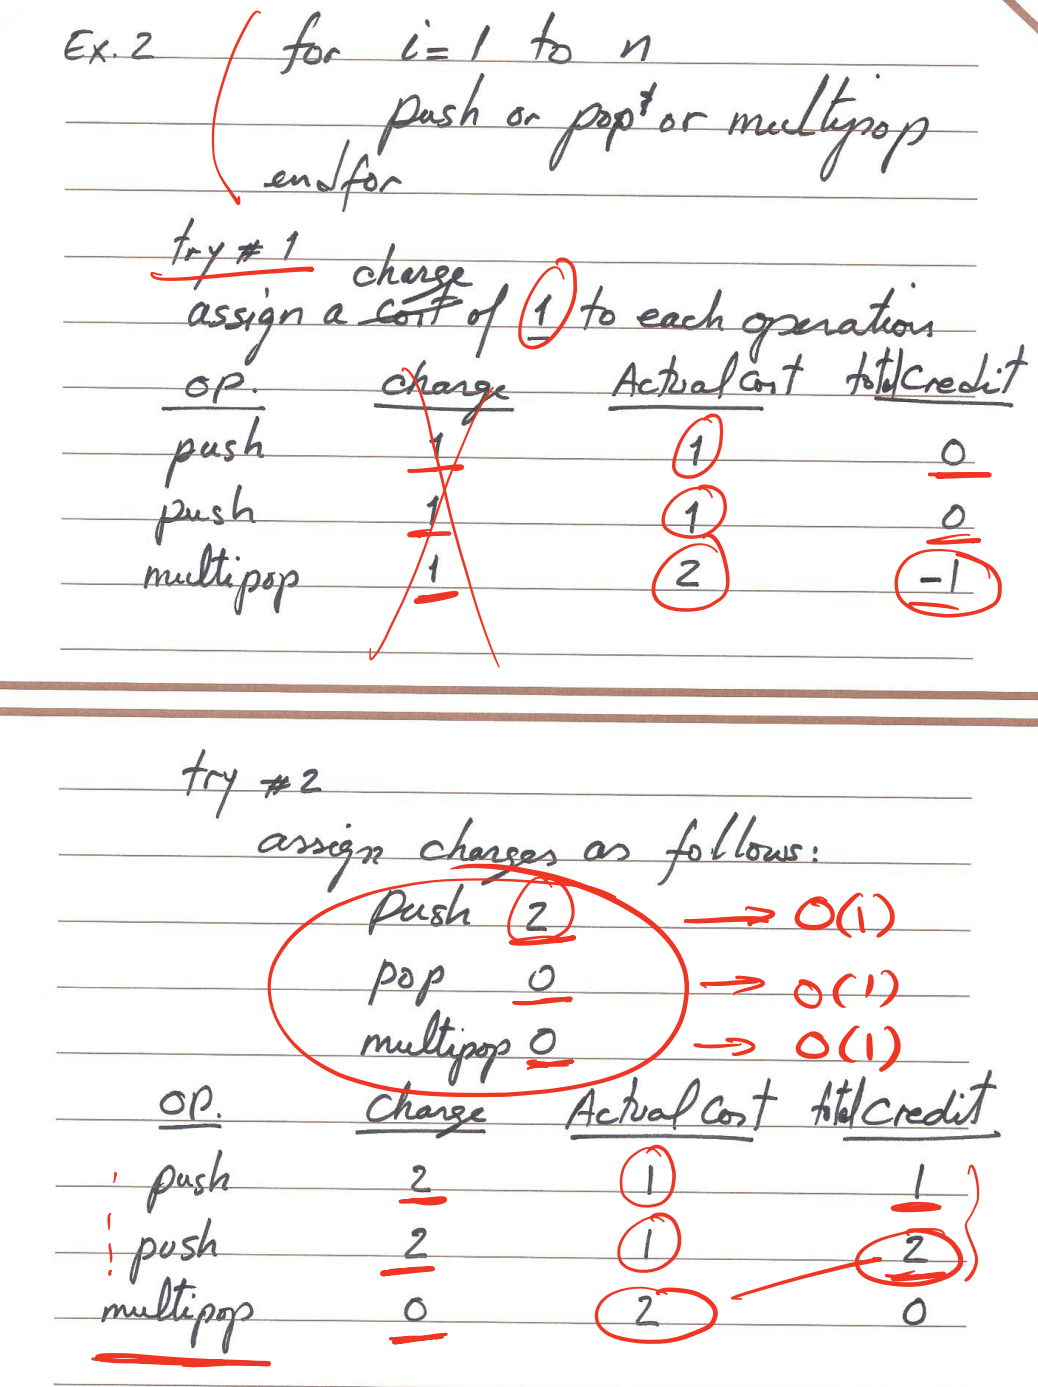 Ex. 2 for i=1 to n
push or pop or multipop
endfor
try # 1
charge
assign a cost of 1 to each operation
op. charge Actual cost total Credit
push 1 1 0
push 1 1 0
multipop 1 2 -1
try #2
assign charges as follows:
push 2 → O(1)
pop 0 → O(1)
multipop 0 → O(1)
op. charge Actual cost total credit
push 2 1 1
push 2 1 2
multipop 0 2 0